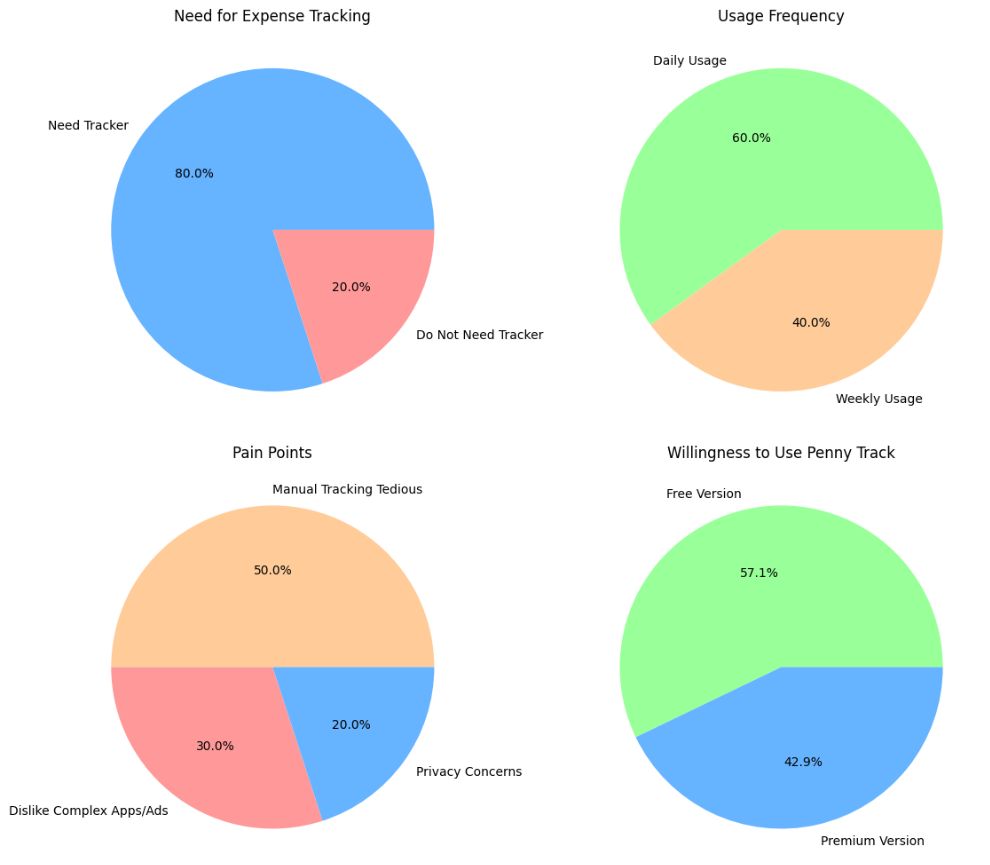 Need for Expense Tracking
Need Tracker
80.0%
20.0%
Do Not Need Tracker
Usage Frequency
Daily Usage
60.0%
40.0%
Weekly Usage
Pain Points
Manual Tracking Tedious
50.0%
30.0%
20.0%
Privacy Concerns
Dislike Complex Apps/Ads
Willingness to Use Penny Track
Free Version
57.1%
42.9%
Premium Version